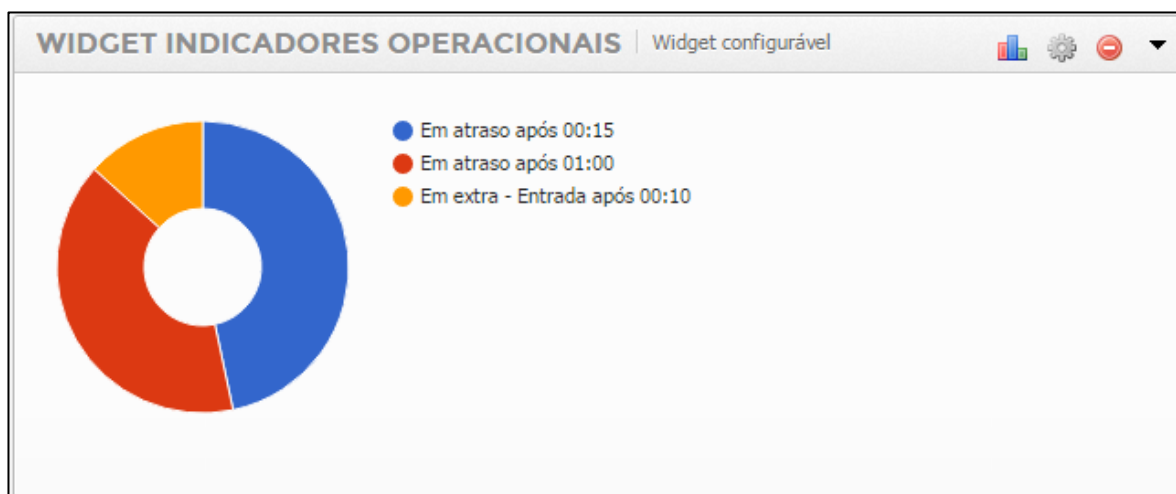 WIDGET INDICADORES OPERACIONAIS Widget configurável
Em atraso após 00:15
Em atraso após 01:00
Em extra - Entrada após 00:10